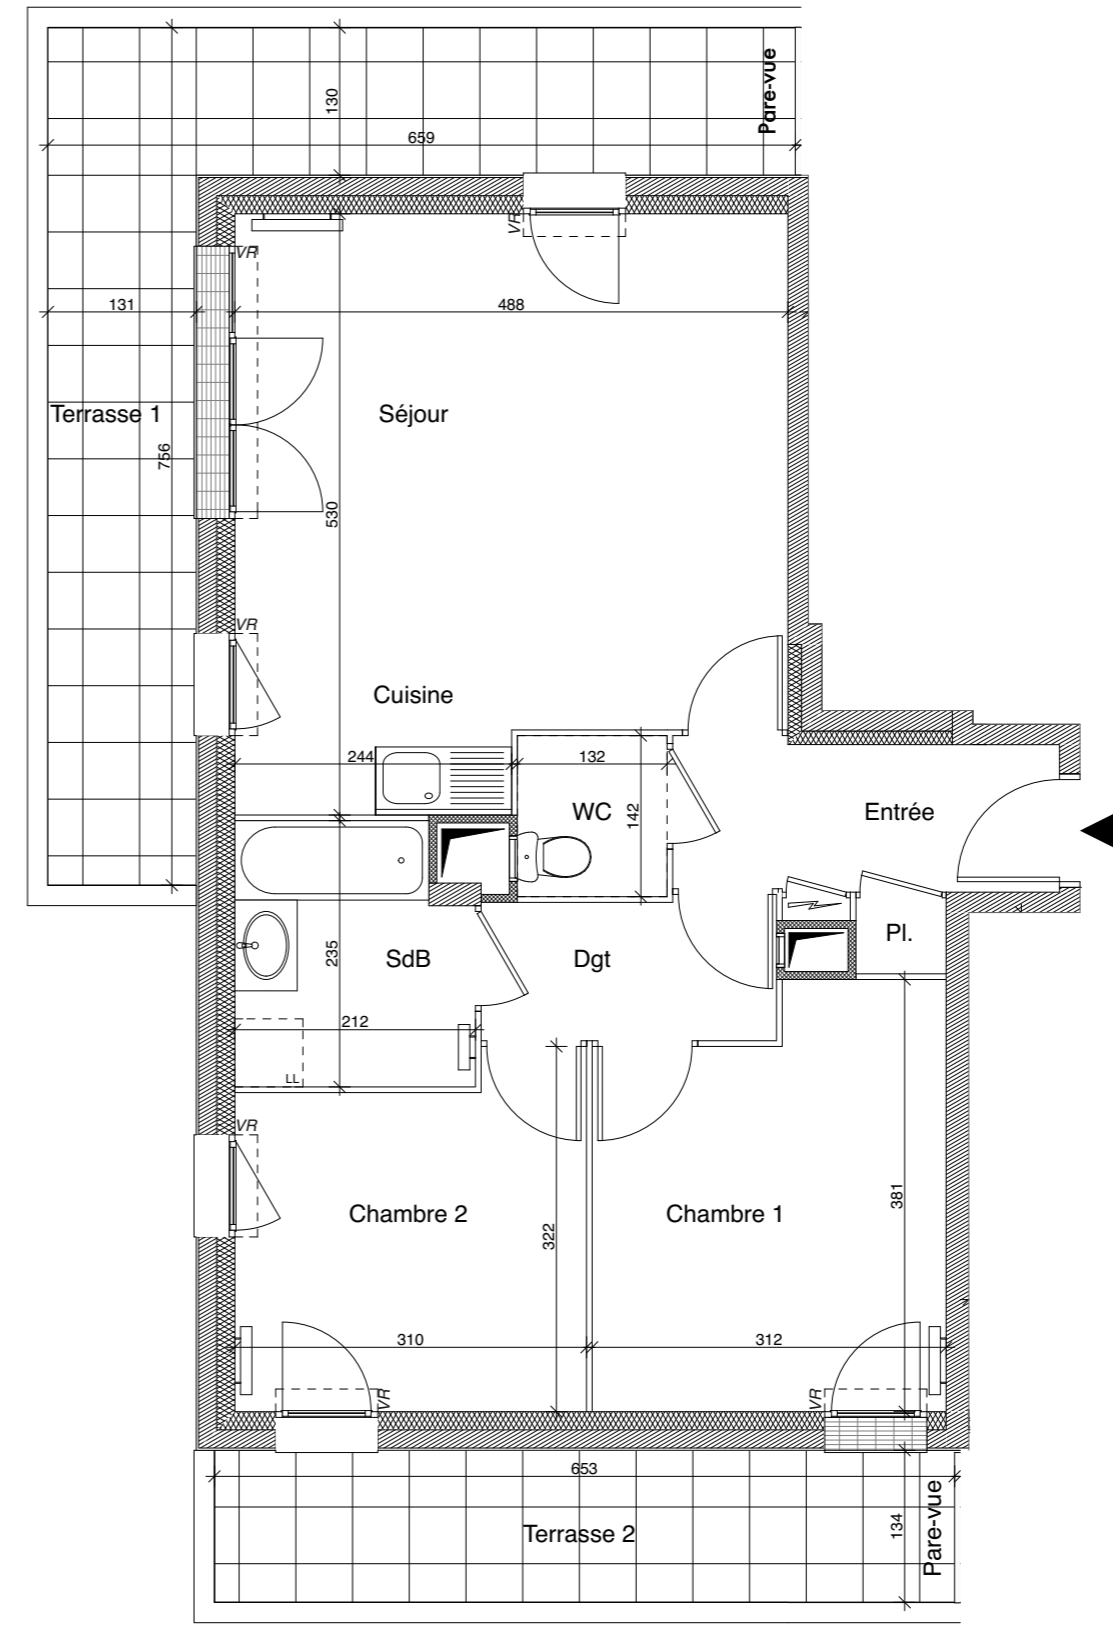 Pare-vue
130
659
VR
VR
131
488
Terrasse 1
Séjour
756
530
VR
Cuisine
244
132
WC
142
Entrée
Pl.
SdB
Dgt
235
212
LL
VR
381
Chambre 2
Chambre 1
322
310
312
VR
VR
653
Terrasse 2
134
Pare-vue